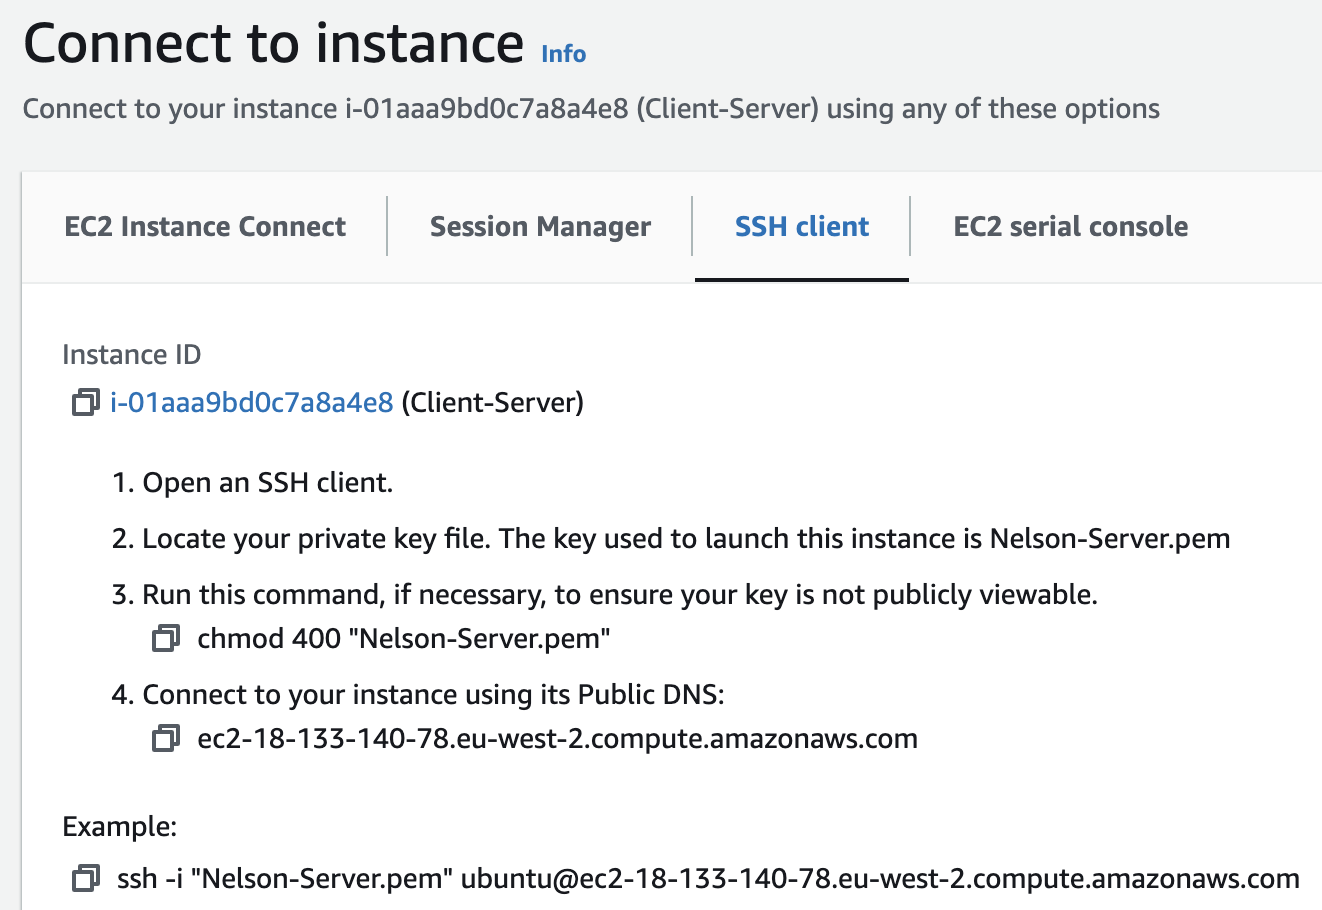 Connect to instance Info
Connect to your instance i-01aaa9bd0c7a8a4e8 (Client-Server) using any of these options
EC2 Instance Connect Session Manager SSH client EC2 serial console
Instance ID
i-01aaa9bd0c7a8a4e8 (Client-Server)
1. Open an SSH client.
2. Locate your private key file. The key used to launch this instance is Nelson-Server.pem
3. Run this command, if necessary, to ensure your key is not publicly viewable.
chmod 400 "Nelson-Server.pem"
4. Connect to your instance using its Public DNS:
ec2-18-133-140-78.eu-west-2.compute.amazonaws.com
Example:
ssh -i "Nelson-Server.pem" ubuntu@ec2-18-133-140-78.eu-west-2.compute.amazonaws.com